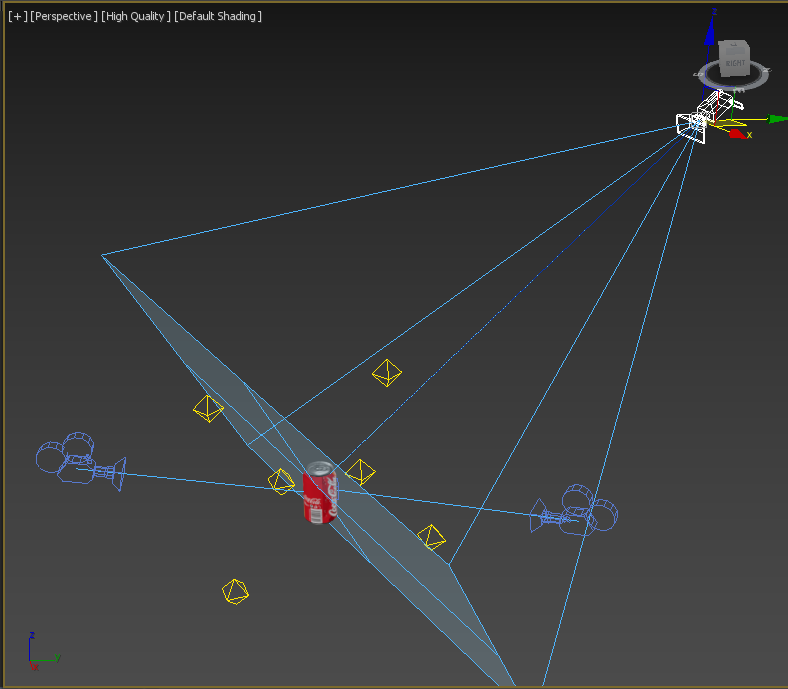 [+] [Perspective ] [High Quality ] [Default Shading ]
z
x
z
y
x